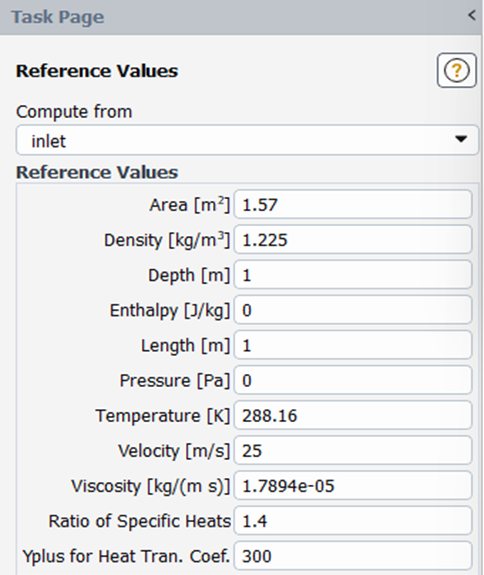 Task Page <
Reference Values ?
Compute from
inlet
Reference Values
Area [m²] 1.57
Density [kg/m³] 1.225
Depth [m] 1
Enthalpy [J/kg] 0
Length [m] 1
Pressure [Pa] 0
Temperature [K] 288.16
Velocity [m/s] 25
Viscosity [kg/(m s)] 1.7894e-05
Ratio of Specific Heats 1.4
Yplus for Heat Tran. Coef. 300